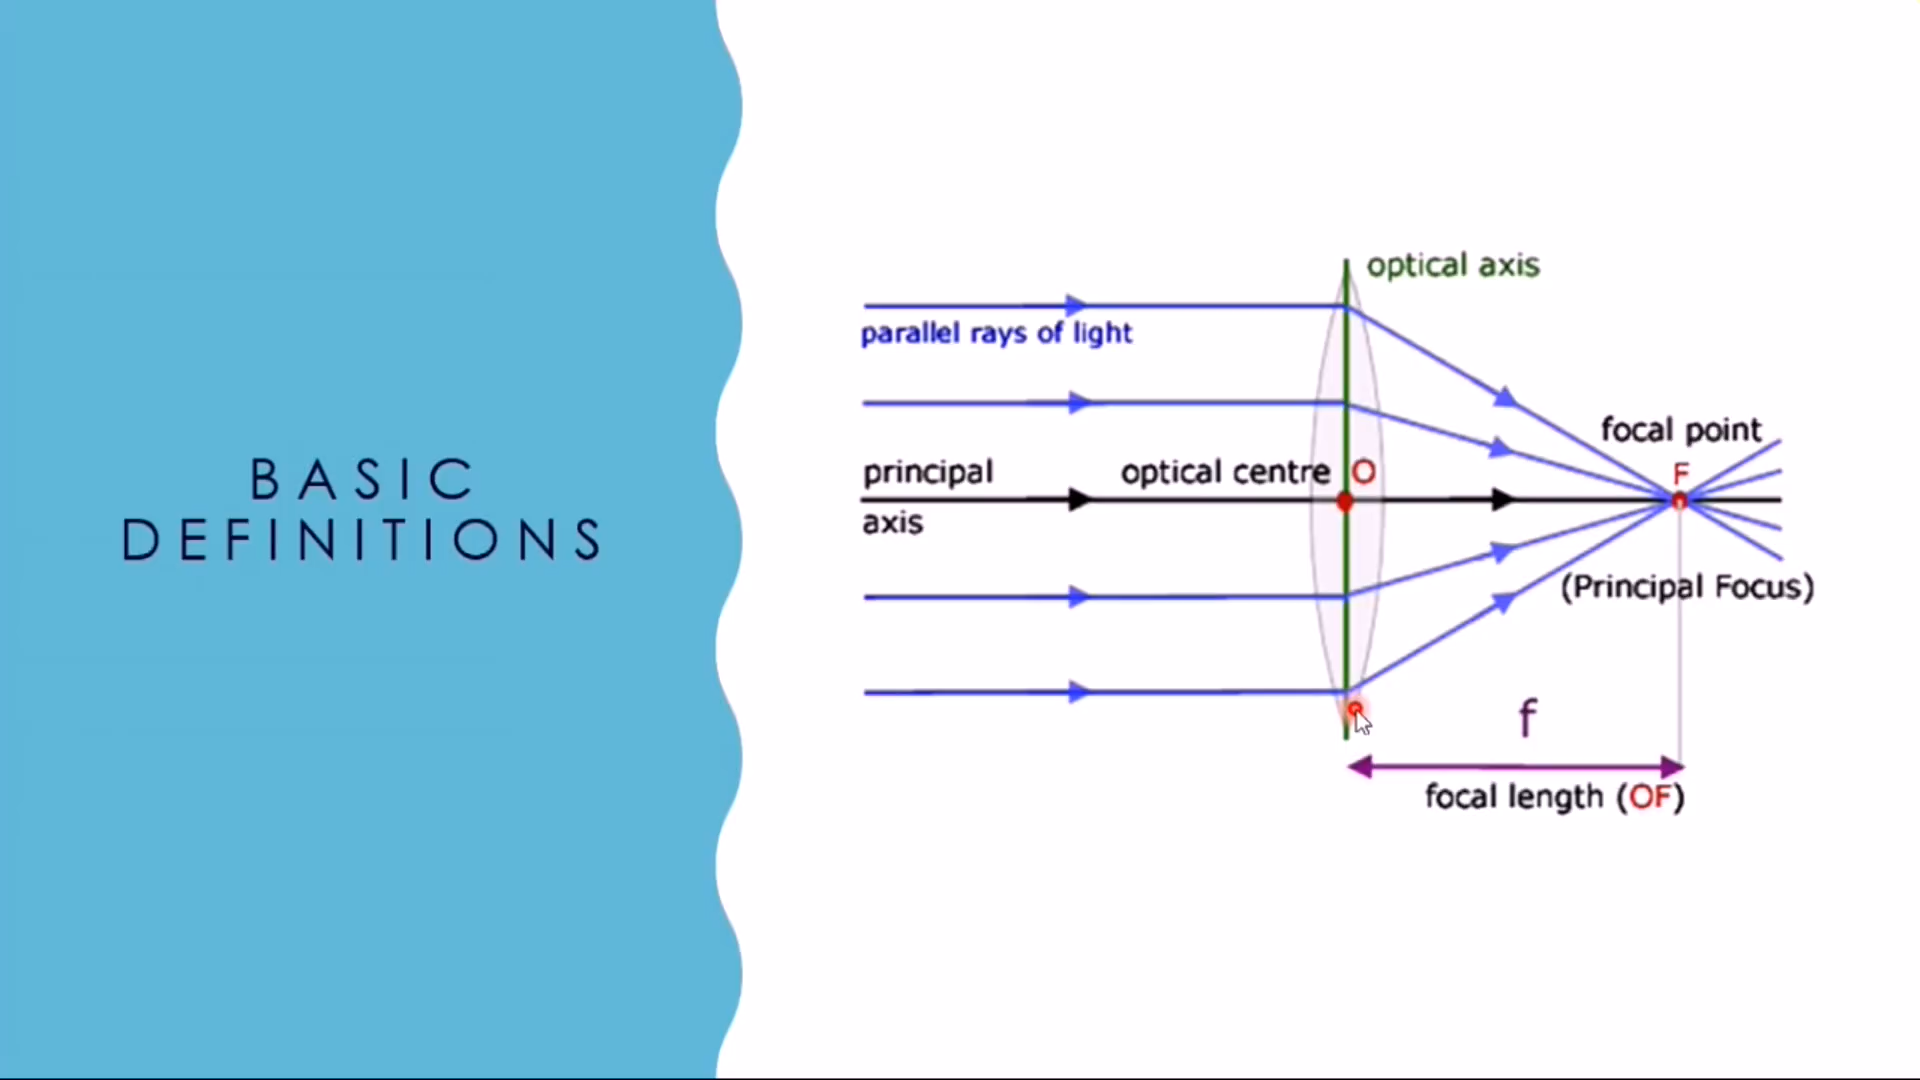 BASIC
DEFINITIONS
optical axis
parallel rays of light
focal point
principal
optical centre O
F
axis
(Principal Focus)
f
focal length (OF)